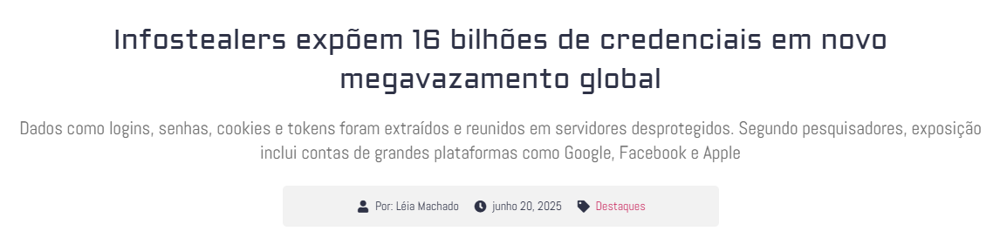 Infostealers expõem 16 bilhões de credenciais em novo
megavazamento global
Dados como logins, senhas, cookies e tokens foram extraídos e reunidos em servidores desprotegidos. Segundo pesquisadores, exposição
inclui contas de grandes plataformas como Google, Facebook e Apple
Por: Léia Machado junho 20, 2025 Destaques